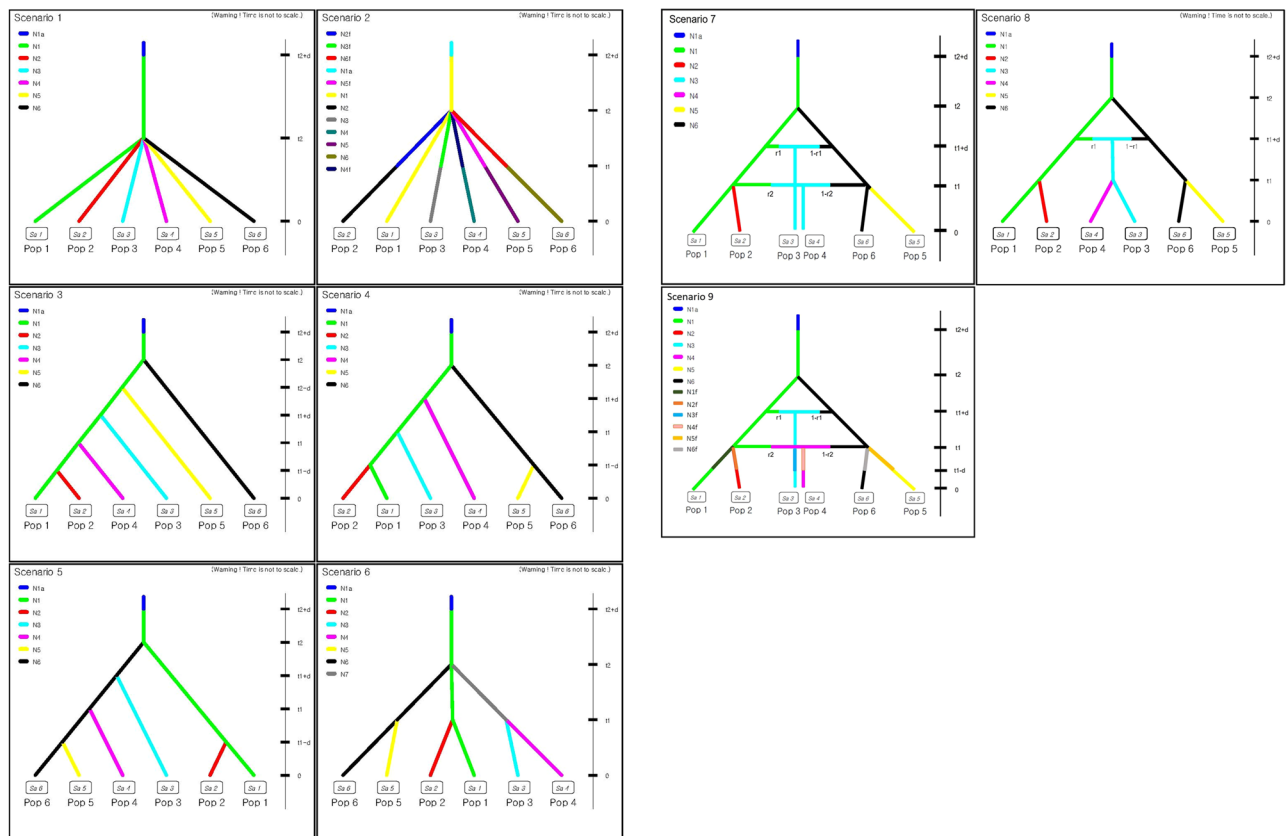 Scenario 1
(Warning ! Time is not to scale.)
N1a
N1
N2
N3
N4
N5
N6
t2+d
t2
0
Sa 1
Sa 2
Sa 3
Sa 4
Sa 5
Sa 6
Pop 1
Pop 2
Pop 3
Pop 4
Pop 5
Pop 6
Scenario 2
(Warning ! Time is not to scale.)
N2f
N3f
N6f
N1a
N5f
N1
N2
N3
N4
N5
N6
N4f
t2+d
t2
t1
0
Sa 2
Sa 1
Sa 3
Sa 4
Sa 5
Sa 6
Pop 2
Pop 1
Pop 3
Pop 4
Pop 5
Pop 6
Scenario 3
(Warning ! Time is not to scale.)
N1a
N1
N2
N3
N4
N5
N6
t2+d
t2
t2-d
t1+d
t1
t1-d
0
Sa 1
Sa 2
Sa 4
Sa 3
Sa 5
Sa 6
Pop 1
Pop 2
Pop 4
Pop 3
Pop 5
Pop 6
Scenario 4
(Warning ! Time is not to scale.)
N1a
N1
N2
N3
N4
N5
N6
t2+d
t2
t1+d
t1
t1-d
0
Sa 2
Sa 1
Sa 3
Sa 4
Sa 5
Sa 6
Pop 2
Pop 1
Pop 3
Pop 4
Pop 5
Pop 6
Scenario 5
(Warning ! Time is not to scale.)
N1a
N1
N2
N3
N4
N5
N6
t2+d
t2
t1+d
t1
t1-d
0
Sa 6
Sa 5
Sa 4
Sa 3
Sa 2
Sa 1
Pop 6
Pop 5
Pop 4
Pop 3
Pop 2
Pop 1
Scenario 6
(Warning ! Time is not to scale.)
N1a
N1
N2
N3
N4
N5
N6
N7
t2+d
t2
t1
0
Sa 6
Sa 5
Sa 2
Sa 1
Sa 3
Sa 4
Pop 6
Pop 5
Pop 2
Pop 1
Pop 3
Pop 4
Scenario 7
N1a
N1
N2
N3
N4
N5
N6
t2+d
t2
t1+d
t1
0
r1
1-r1
r2
1-r2
Sa 1
Sa 2
Sa 3
Sa 4
Sa 6
Sa 5
Pop 1
Pop 2
Pop 3
Pop 4
Pop 6
Pop 5
Scenario 8
(Warning ! Time is not to scale.)
N1a
N1
N2
N3
N4
N5
N6
t2+d
t2
t1+d
t1
0
r1
1-r1
Sa 1
Sa 2
Sa 4
Sa 3
Sa 6
Sa 5
Pop 1
Pop 2
Pop 4
Pop 3
Pop 6
Pop 5
Scenario 9
N1a
N1
N2
N3
N4
N5
N6
N1f
N2f
N3f
N4f
N5f
N6f
t2+d
t2
t1+d
t1
t1-d
0
r1
1-r1
r2
1-r2
Sa 1
Sa 2
Sa 3
Sa 4
Sa 6
Sa 5
Pop 1
Pop 2
Pop 3
Pop 4
Pop 6
Pop 5